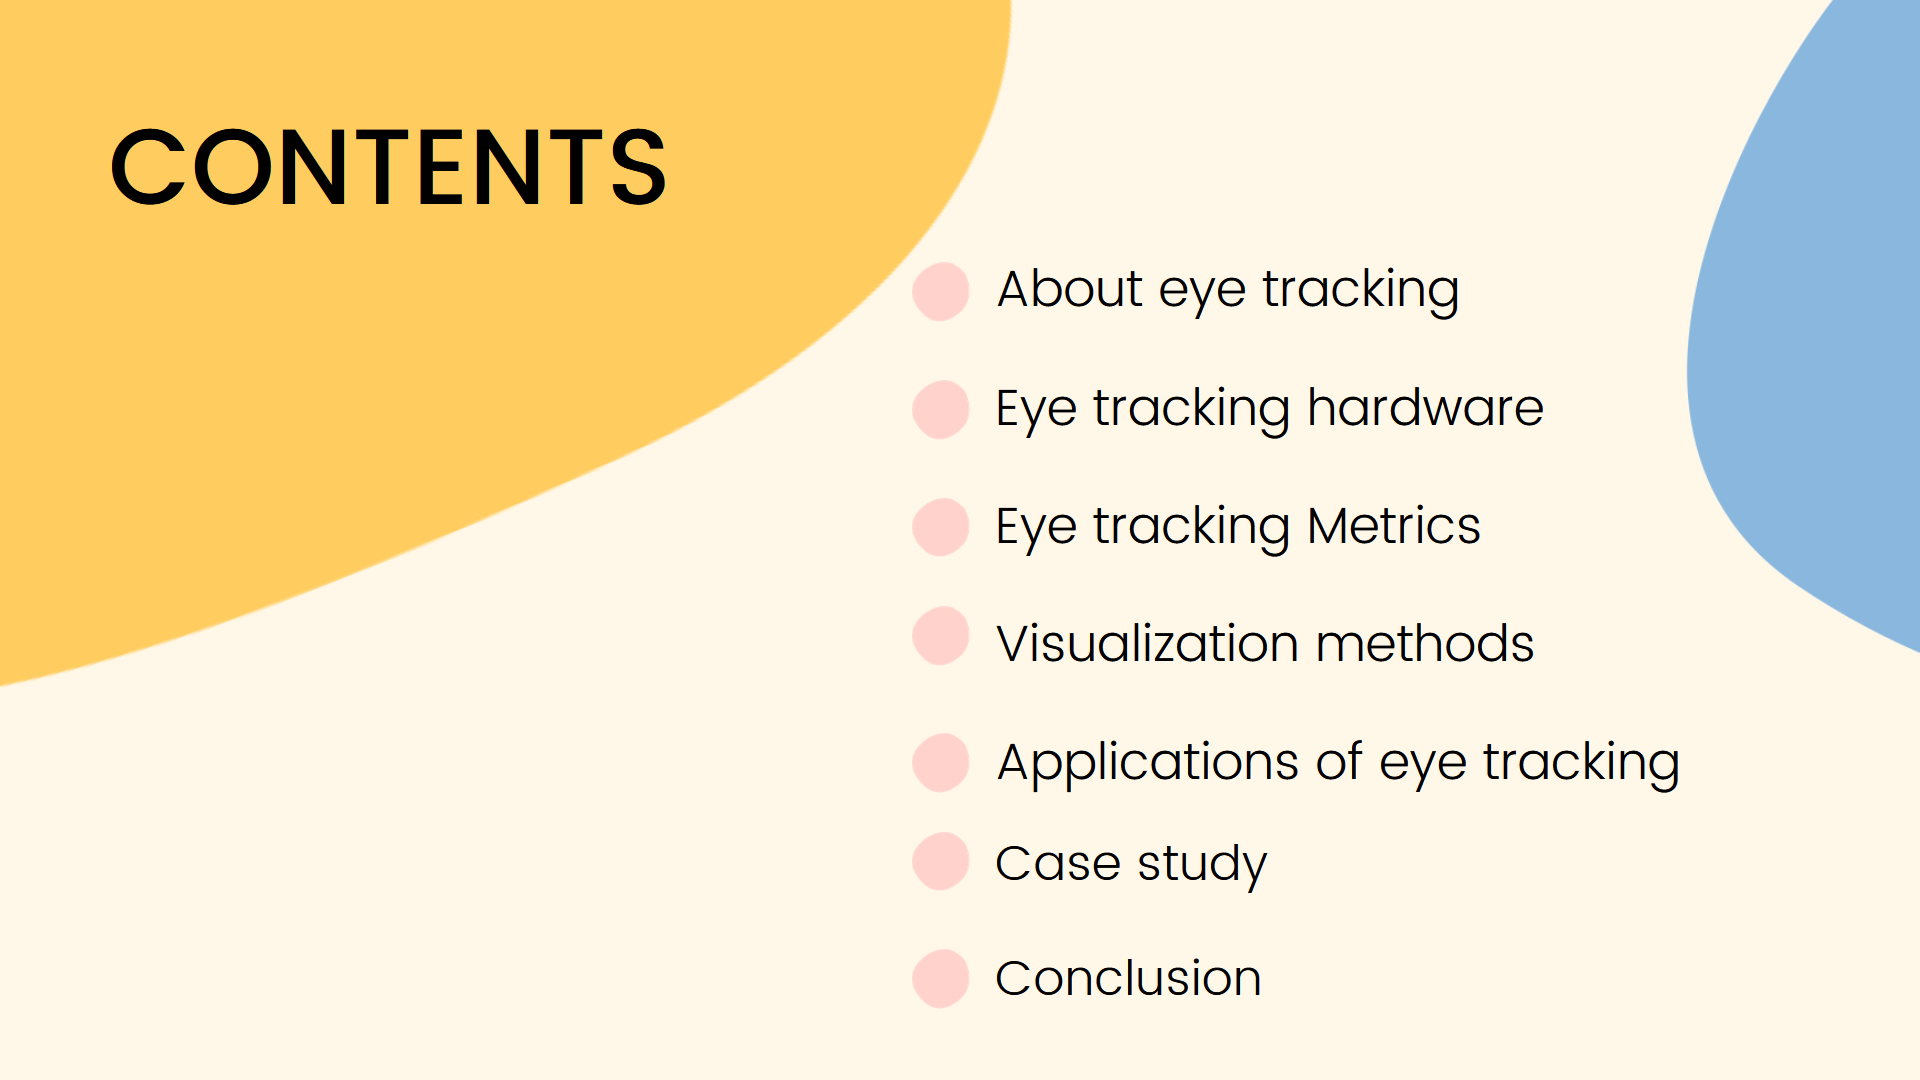 CONTENTS
About eye tracking
Eye tracking hardware
Eye tracking Metrics
Visualization methods
Applications of eye tracking
Case study
Conclusion